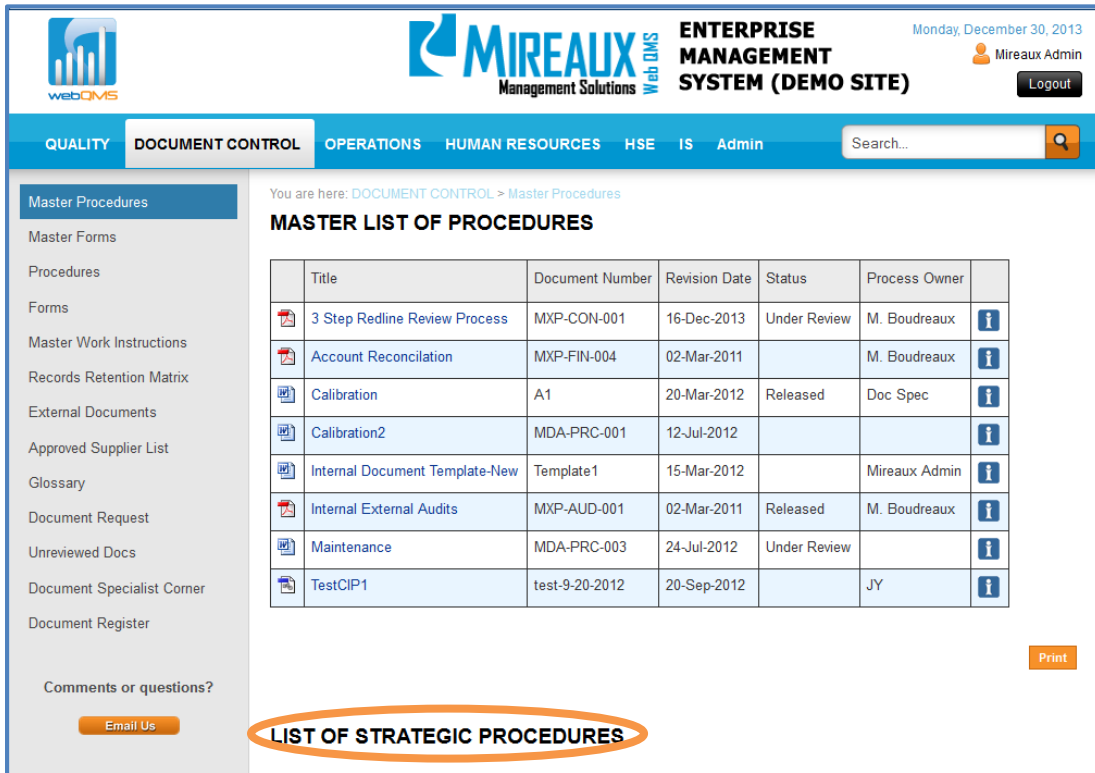 webQMS
MIREAUX
Management Solutions
Web QMS
ENTERPRISE
MANAGEMENT
SYSTEM (DEMO SITE)
Monday, December 30, 2013
Mireaux Admin
Logout
QUALITY DOCUMENT CONTROL OPERATIONS HUMAN RESOURCES HSE IS Admin Search...
Master Procedures
Master Forms
Procedures
Forms
Master Work Instructions
Records Retention Matrix
External Documents
Approved Supplier List
Glossary
Document Request
Unreviewed Docs
Document Specialist Corner
Document Register
Comments or questions?
Email Us
You are here: DOCUMENT CONTROL > Master Procedures
MASTER LIST OF PROCEDURES
Title Document Number Revision Date Status Process Owner
3 Step Redline Review Process MXP-CON-001 16-Dec-2013 Under Review M. Boudreaux
Account Reconcilation MXP-FIN-004 02-Mar-2011 M. Boudreaux
Calibration A1 20-Mar-2012 Released Doc Spec
Calibration2 MDA-PRC-001 12-Jul-2012
Internal Document Template-New Template1 15-Mar-2012 Mireaux Admin
Internal External Audits MXP-AUD-001 02-Mar-2011 Released M. Boudreaux
Maintenance MDA-PRC-003 24-Jul-2012 Under Review
TestCIP1 test-9-20-2012 20-Sep-2012 JY
Print
LIST OF STRATEGIC PROCEDURES